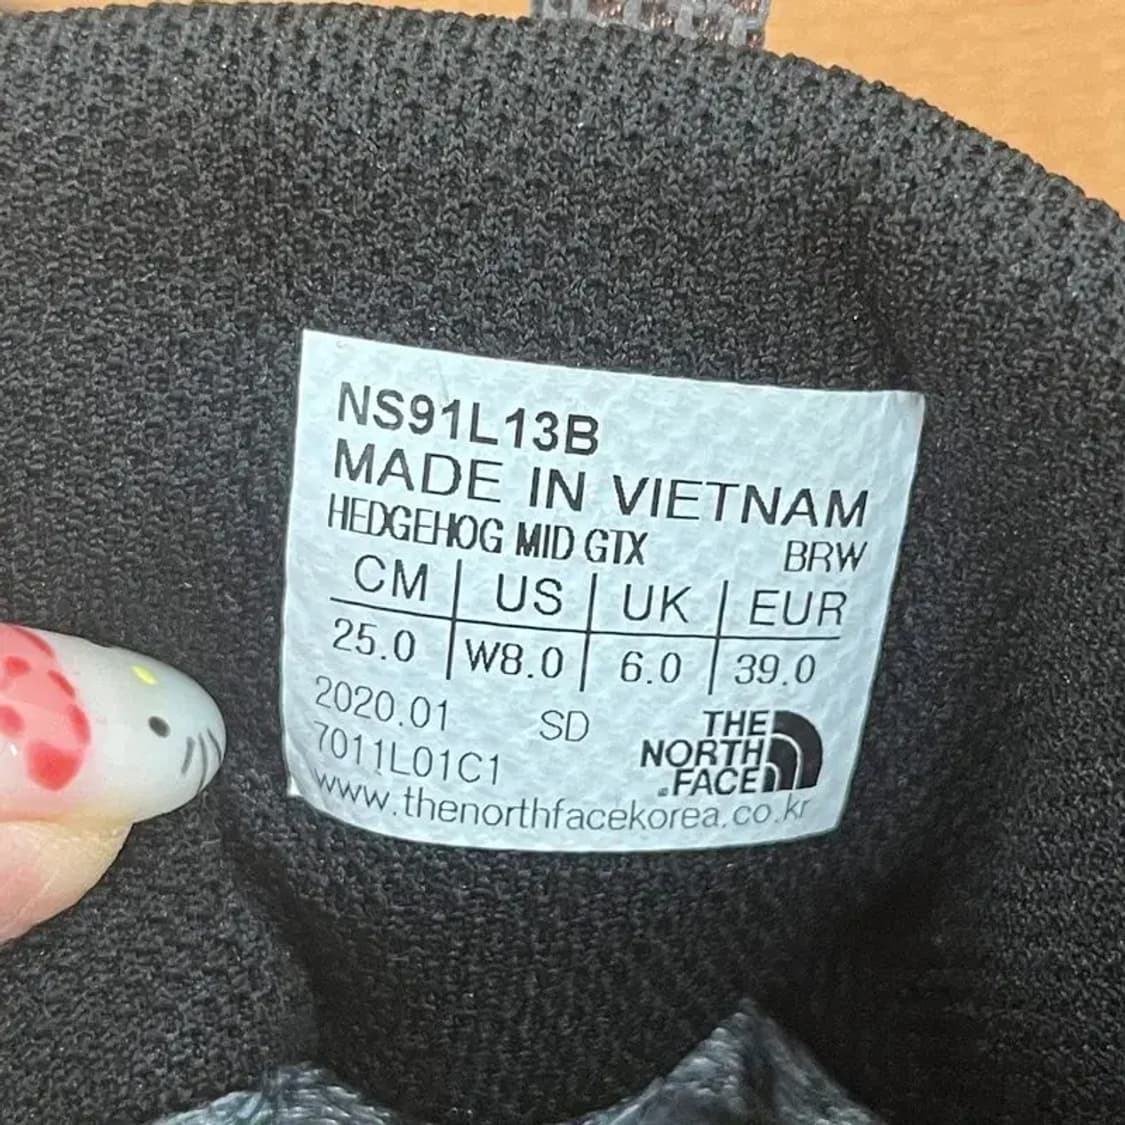 NS91L13B
MADE IN VIETNAM
HEDGEHOG MID GTX BRW
CM US UK EUR
25.0 W8.0 6.0 39.0
2020.01 SD
7011L01C1
THE
NORTH
FACE
www.thenorthfacekorea.co.kr